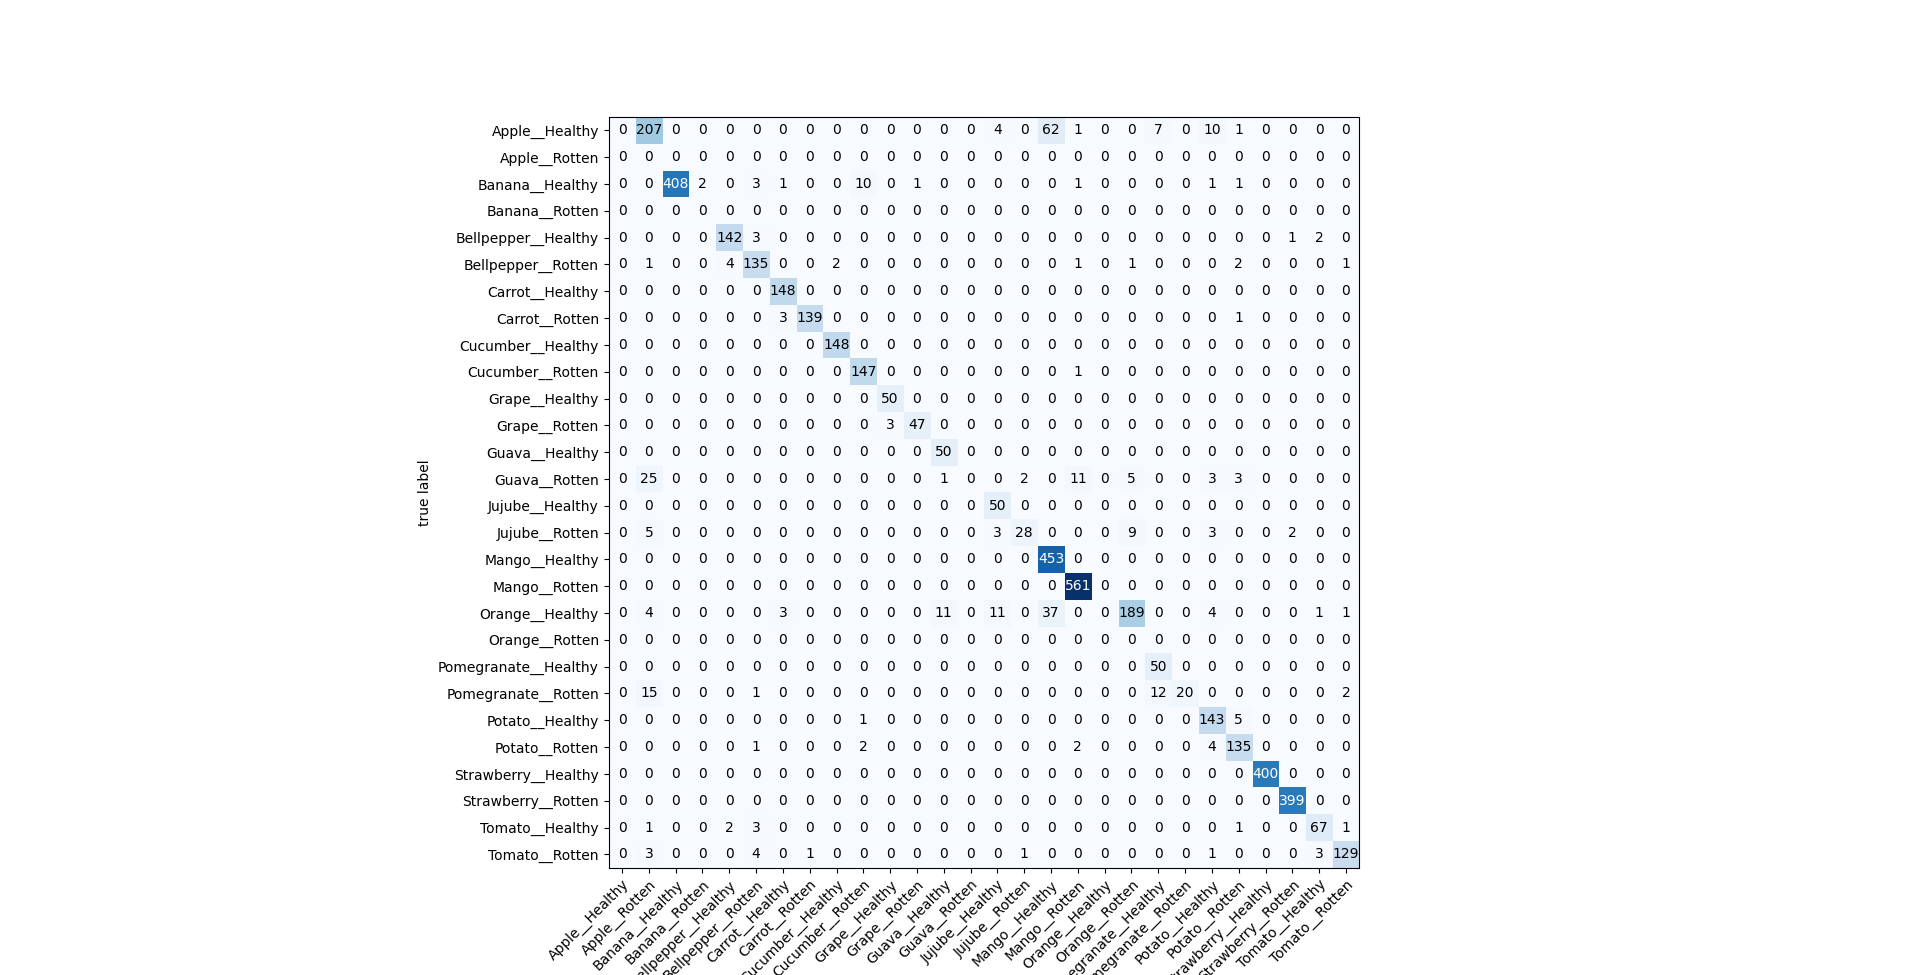 Apple__Healthy 0 207 0 0 0 0 0 0 0 0 0 0 0 0 4 0 62 1 0 0 7 0 10 1 0 0 0 0
Apple__Rotten 0 0 0 0 0 0 0 0 0 0 0 0 0 0 0 0 0 0 0 0 0 0 0 0 0 0 0 0
Banana__Healthy 0 0 408 2 0 3 1 0 0 10 0 1 0 0 0 0 0 1 0 0 0 0 1 1 0 0 0 0
Banana__Rotten 0 0 0 0 0 0 0 0 0 0 0 0 0 0 0 0 0 0 0 0 0 0 0 0 0 0 0 0
Bellpepper__Healthy 0 0 0 0 142 3 0 0 0 0 0 0 0 0 0 0 0 0 0 0 0 0 0 0 0 1 2 0
Bellpepper__Rotten 0 1 0 0 4 135 0 0 2 0 0 0 0 0 0 0 0 1 0 1 0 0 0 2 0 0 0 1
Carrot__Healthy 0 0 0 0 0 0 148 0 0 0 0 0 0 0 0 0 0 0 0 0 0 0 0 0 0 0 0 0
Carrot__Rotten 0 0 0 0 0 0 3 139 0 0 0 0 0 0 0 0 0 0 0 0 0 0 0 1 0 0 0 0
Cucumber__Healthy 0 0 0 0 0 0 0 0 148 0 0 0 0 0 0 0 0 0 0 0 0 0 0 0 0 0 0 0
Cucumber__Rotten 0 0 0 0 0 0 0 0 0 147 0 0 0 0 0 0 0 1 0 0 0 0 0 0 0 0 0 0
Grape__Healthy 0 0 0 0 0 0 0 0 0 0 50 0 0 0 0 0 0 0 0 0 0 0 0 0 0 0 0 0
Grape__Rotten 0 0 0 0 0 0 0 0 0 0 3 47 0 0 0 0 0 0 0 0 0 0 0 0 0 0 0 0
Guava__Healthy 0 0 0 0 0 0 0 0 0 0 0 0 50 0 0 0 0 0 0 0 0 0 0 0 0 0 0 0
Guava__Rotten 0 25 0 0 0 0 0 0 0 0 0 0 1 0 0 2 0 11 0 5 0 0 3 3 0 0 0 0
Jujube__Healthy 0 0 0 0 0 0 0 0 0 0 0 0 0 0 50 0 0 0 0 0 0 0 0 0 0 0 0 0
Jujube__Rotten 0 5 0 0 0 0 0 0 0 0 0 0 0 0 3 28 0 0 0 9 0 0 3 0 0 2 0 0
Mango__Healthy 0 0 0 0 0 0 0 0 0 0 0 0 0 0 0 0 453 0 0 0 0 0 0 0 0 0 0 0
Mango__Rotten 0 0 0 0 0 0 0 0 0 0 0 0 0 0 0 0 0 561 0 0 0 0 0 0 0 0 0 0
Orange__Healthy 0 4 0 0 0 0 3 0 0 0 0 0 11 0 11 0 37 0 0 189 0 0 4 0 0 0 1 1
Orange__Rotten 0 0 0 0 0 0 0 0 0 0 0 0 0 0 0 0 0 0 0 0 0 0 0 0 0 0 0 0
Pomegranate__Healthy 0 0 0 0 0 0 0 0 0 0 0 0 0 0 0 0 0 0 0 0 50 0 0 0 0 0 0 0
Pomegranate__Rotten 0 15 0 0 0 1 0 0 0 0 0 0 0 0 0 0 0 0 0 0 12 20 0 0 0 0 0 2
Potato__Healthy 0 0 0 0 0 0 0 0 0 1 0 0 0 0 0 0 0 0 0 0 0 0 143 5 0 0 0 0
Potato__Rotten 0 0 0 0 0 1 0 0 0 2 0 0 0 0 0 0 0 2 0 0 0 0 4 135 0 0 0 0
Strawberry__Healthy 0 0 0 0 0 0 0 0 0 0 0 0 0 0 0 0 0 0 0 0 0 0 0 0 400 0 0 0
Strawberry__Rotten 0 0 0 0 0 0 0 0 0 0 0 0 0 0 0 0 0 0 0 0 0 0 0 0 0 399 0 0
Tomato__Healthy 0 1 0 0 2 3 0 0 0 0 0 0 0 0 0 0 0 0 0 0 0 0 0 1 0 0 67 1
Tomato__Rotten 0 3 0 0 0 4 0 1 0 0 0 0 0 0 0 1 0 0 0 0 0 0 1 0 0 0 3 129
true label
Apple__Healthy
Apple__Rotten
Banana__Healthy
Banana__Rotten
ellpepper__Healthy
Bellpepper__Rotten
Carrot__Healthy
Carrot__Rotten
Cucumber__Healthy
Cucumber__Rotten
Grape__Healthy
Grape__Rotten
Guava__Healthy
Guava__Rotten
Jujube__Healthy
Jujube__Rotten
Mango__Healthy
Mango__Rotten
Orange__Healthy
Orange__Rotten
egranate__Healthy
megranate__Rotten
Potato__Healthy
Potato__Rotten
trawberry__Healthy
Strawberry__Rotten
Tomato__Healthy
Tomato__Rotten